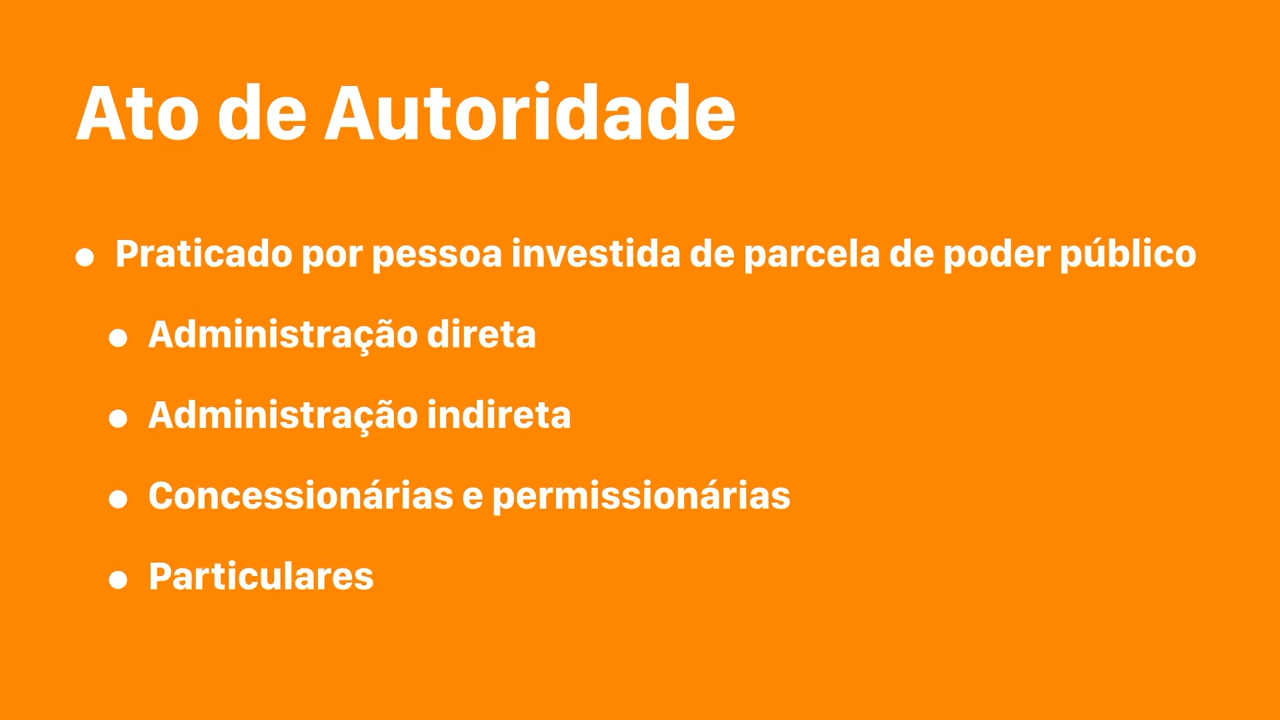 Ato de Autoridade
• Praticado por pessoa investida de parcela de poder público
• Administração direta
• Administração indireta
• Concessionárias e permissionárias
• Particulares